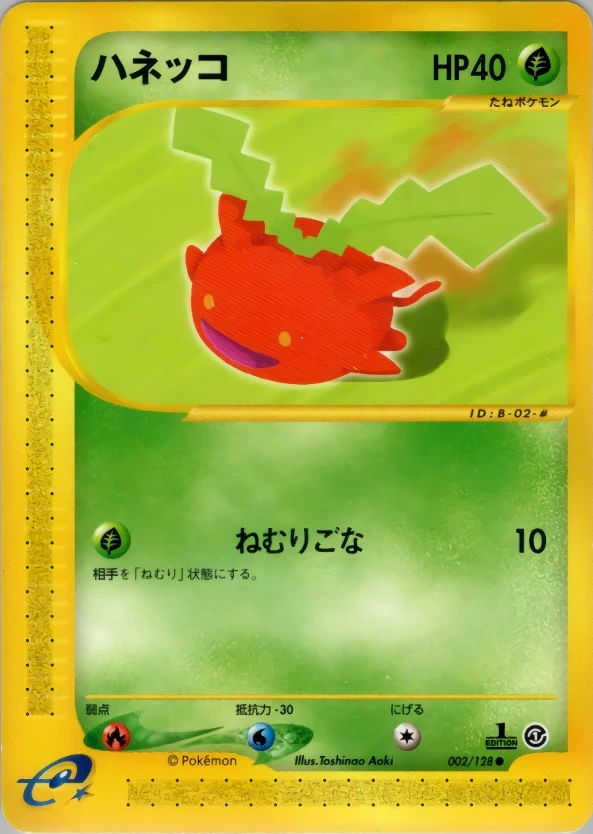 ハネッコ HP40
たねポケモン
ID:B-02-#
ねむりごな 10
相手を「ねむり」状態にする。
弱点 抵抗力-30 にげる
1 EDITION
© Pokémon Illus.Toshinao Aoki 002/128 ●
e